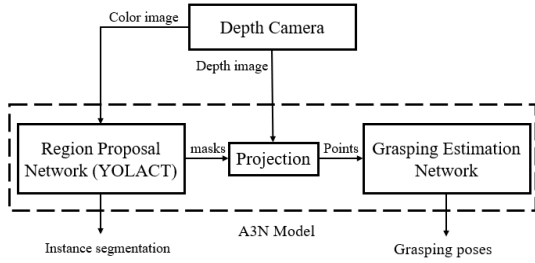 Color image
Depth Camera
Depth image
Region Proposal
Network (YOLACT)
masks
Projection
Points
Grasping Estimation
Network
A3N Model
Instance segmentation
Grasping poses